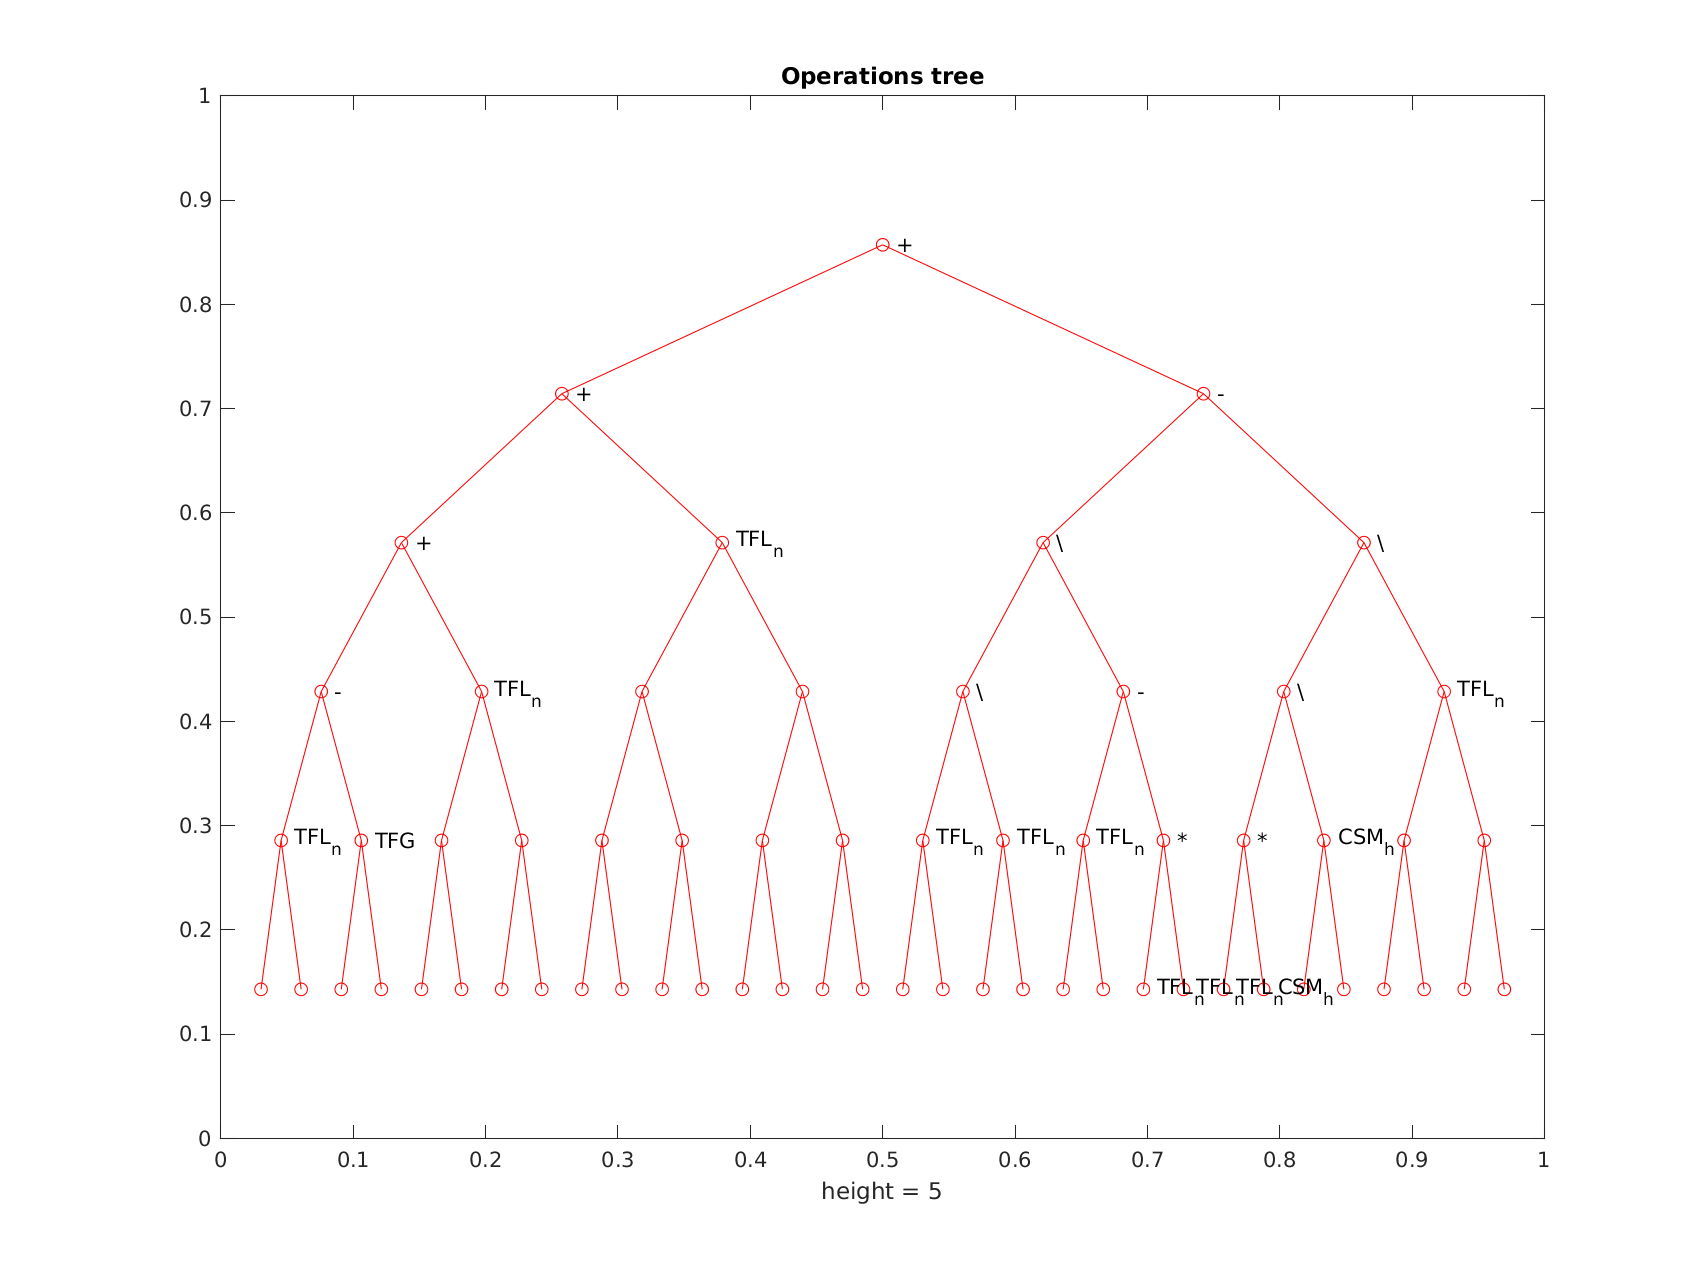 Operations tree
1
0.9
+
0.8
+ -
0.7
0.6
+ TFLn \ \
0.5
- TFLn \ - \ TFLn
0.4
0.3
TFLn TFG TFLn TFLn TFLn * * CSMh
0.2
TFLn TFLn TFLn CSMh
0.1
0
0 0.1 0.2 0.3 0.4 0.5 0.6 0.7 0.8 0.9 1
height = 5